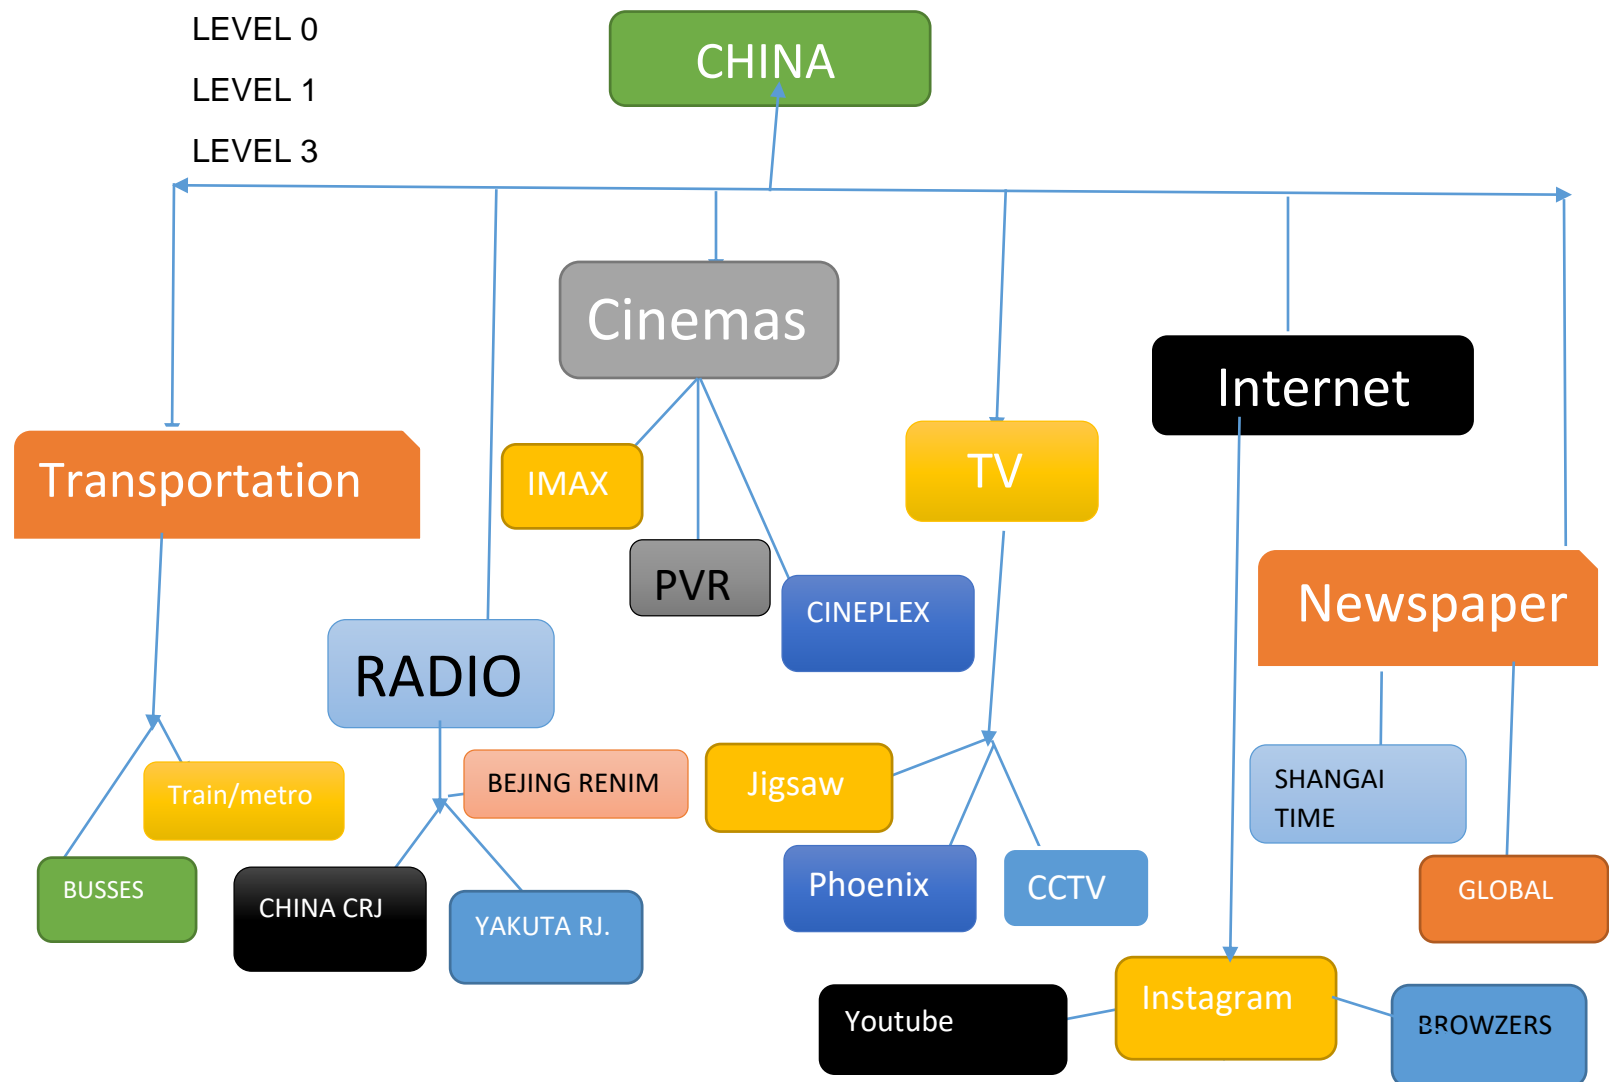 LEVEL 0
CHINA
LEVEL 1
LEVEL 3
Cinemas
Internet
Transportation
IMAX
TV
PVR
CINEPLEX
Newspaper
RADIO
Train/metro
BEJING RENIM
Jigsaw
SHANGAI
TIME
BUSSES
CHINA CRJ
YAKUTA RJ.
Phoenix
CCTV
GLOBAL
Youtube
Instagram
BROWZERS